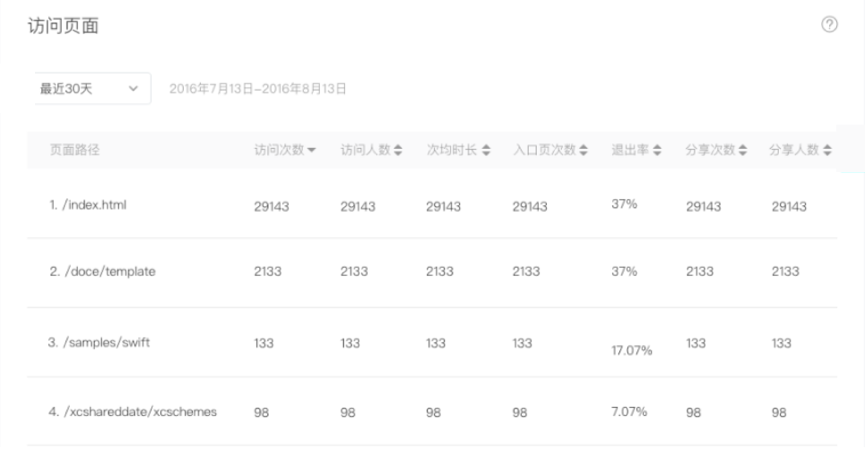 访问页面
最近30天 2016年7月13日-2016年8月13日
页面路径 访问次数 访问人数 次均时长 入口页次数 退出率 分享次数 分享人数
1. /index.html 29143 29143 29143 29143 37% 29143 29143
2. /doce/template 2133 2133 2133 2133 37% 2133 2133
3. /samples/swift 133 133 133 133 17.07% 133 133
4. /xcshareddate/xcschemes 98 98 98 98 7.07% 98 98